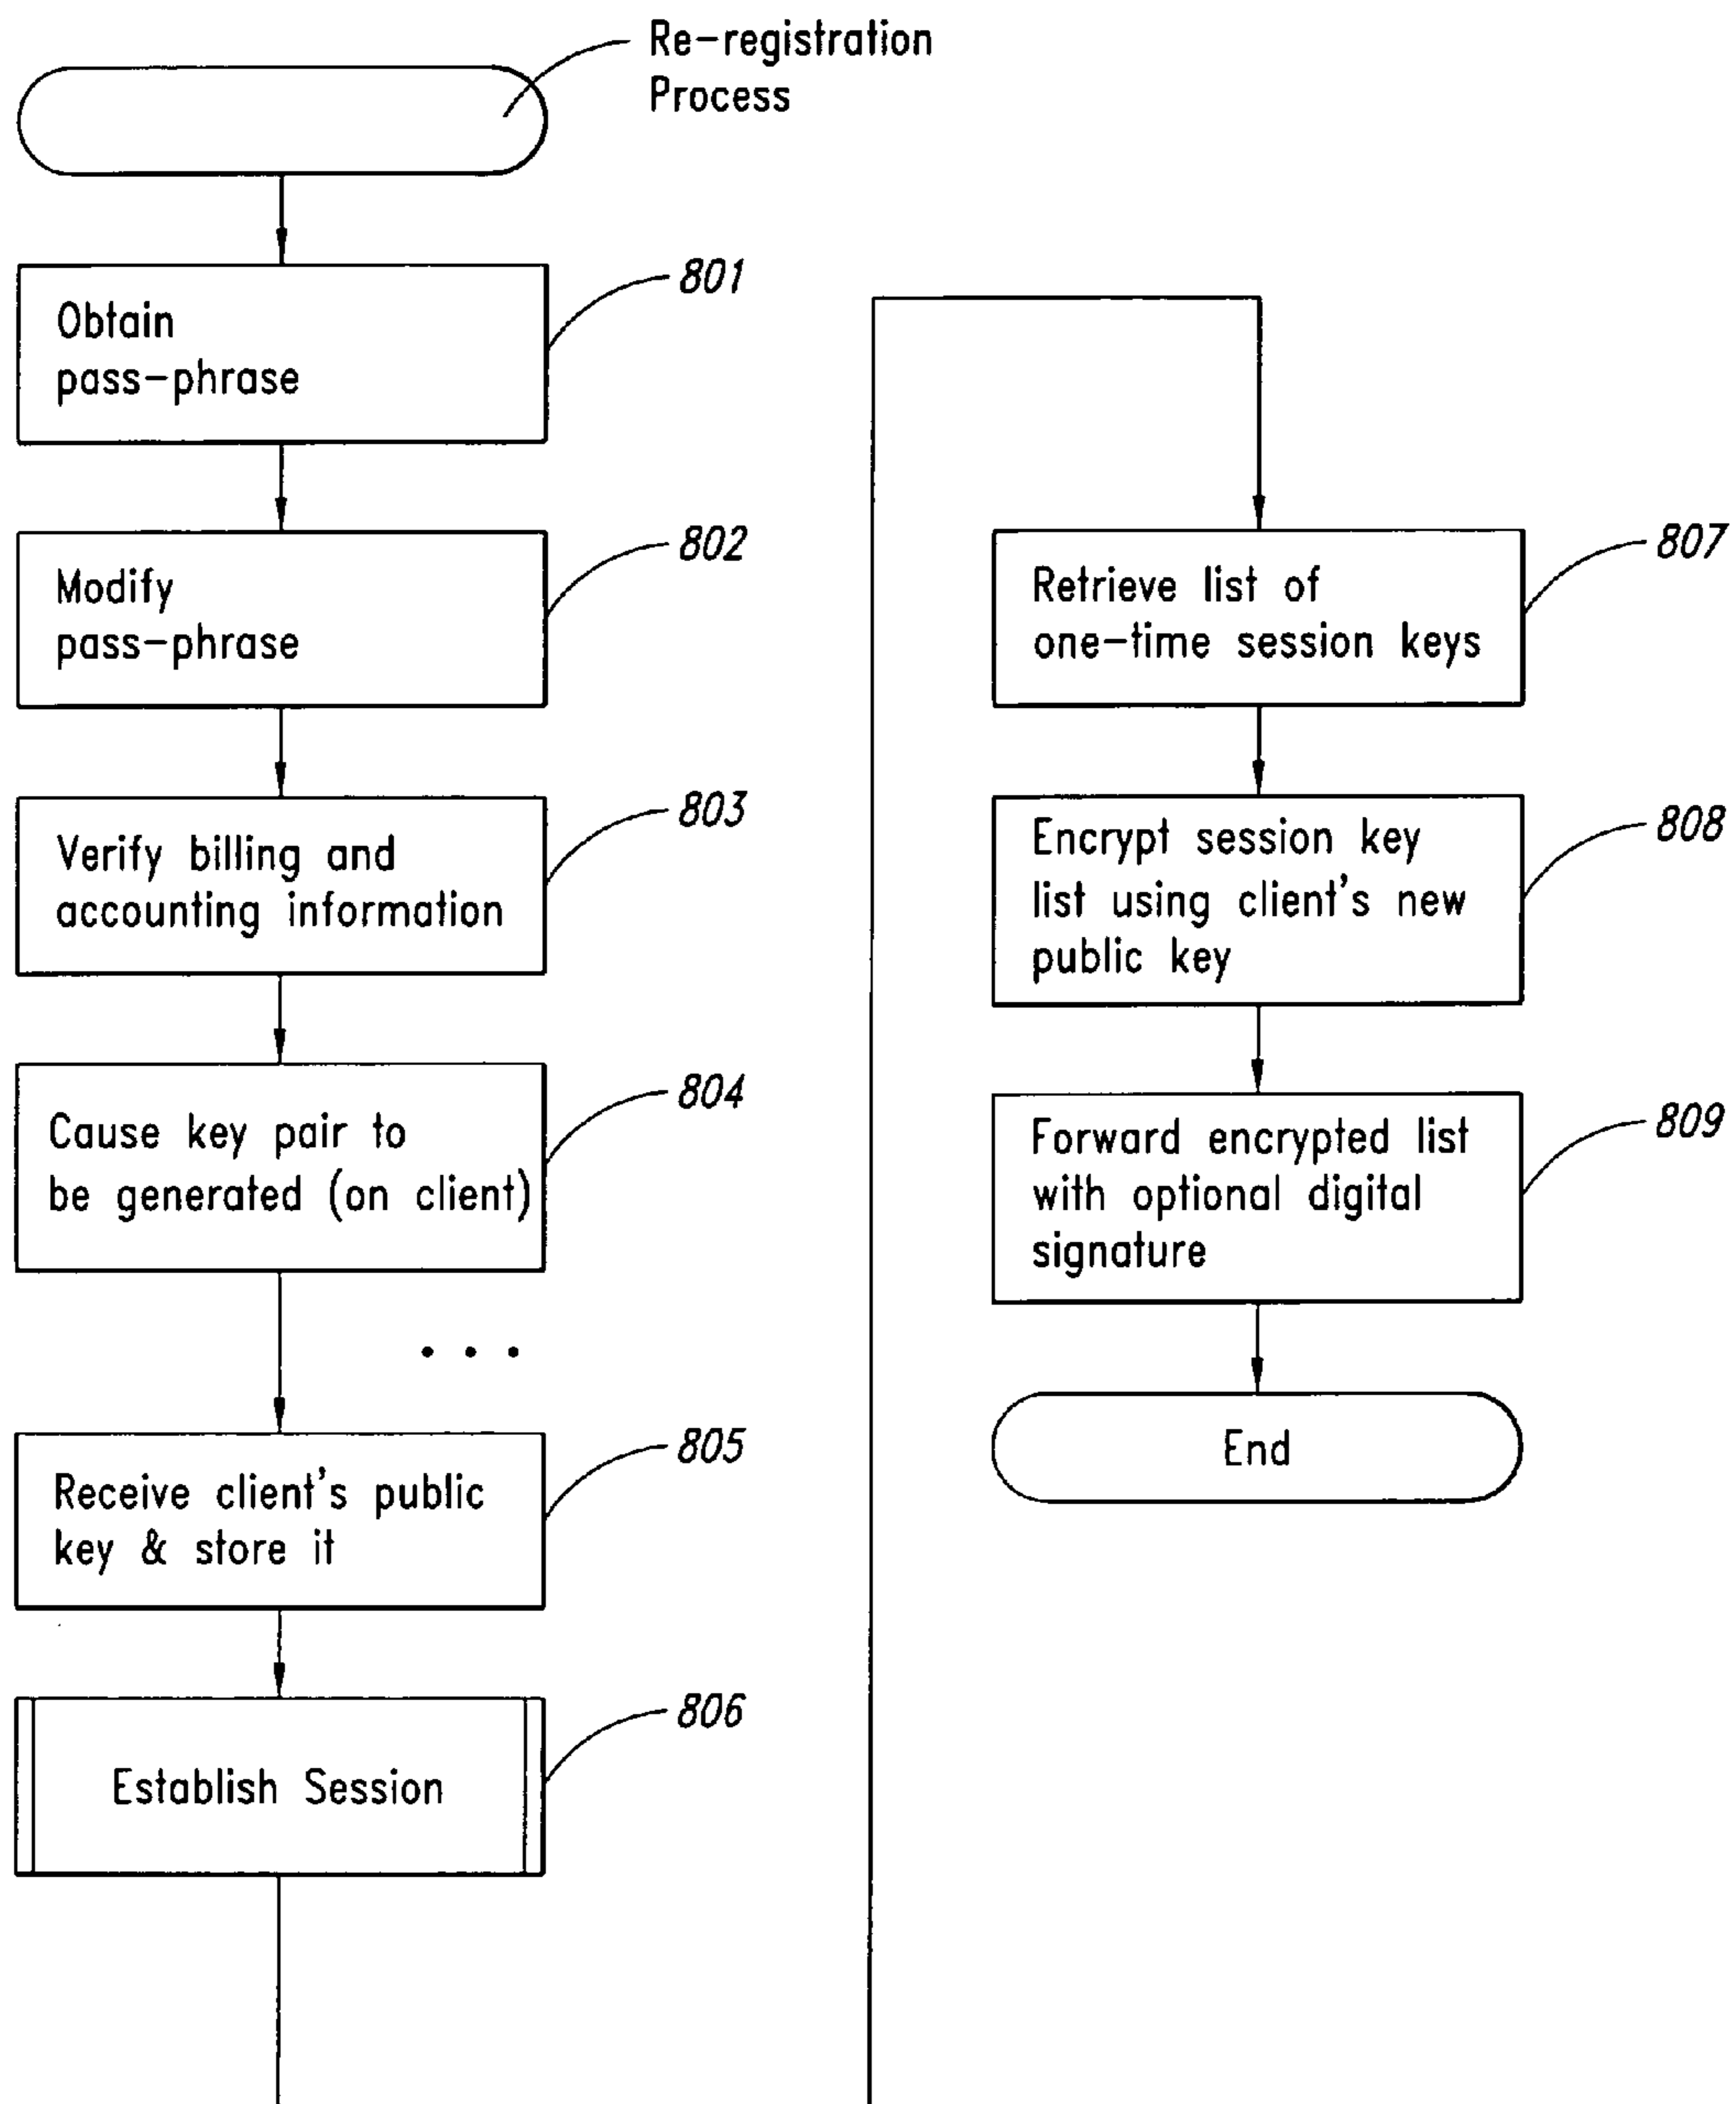 Re-registration
Process
801
Obtain
pass-phrase
802
Modify
pass-phrase
803
Verify billing and
accounting information
804
Cause key pair to
be generated (on client)
• • •
805
Receive client's public
key & store it
806
Establish Session
807
Retrieve list of
one-time session keys
808
Encrypt session key
list using client's new
public key
809
Forward encrypted list
with optional digital
signature
End